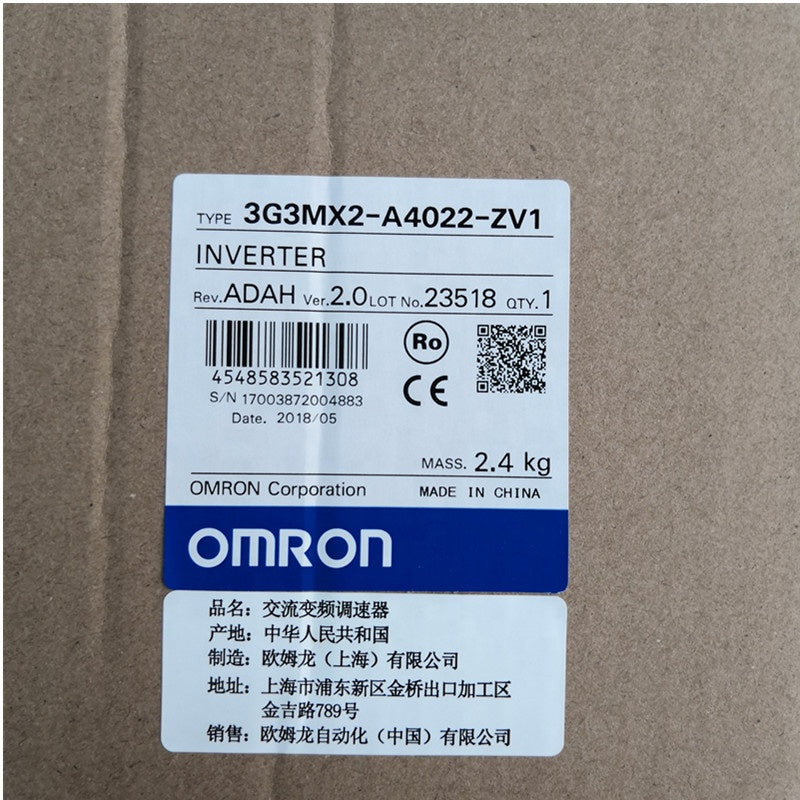 TYPE 3G3MX2-A4022-ZV1
INVERTER
Rev.ADAH Ver.2.0 LOT No.23518 QTY.1
Ro
4548583521308
CE
S/N 17003872004883
Date. 2018/05
MASS. 2.4 kg
OMRON Corporation MADE IN CHINA
OMRON
品名：交流变频调速器
产地：中华人民共和国
制造：欧姆龙（上海）有限公司
地址：上海市浦东新区金桥出口加工区
金吉路789号
销售：欧姆龙自动化（中国）有限公司